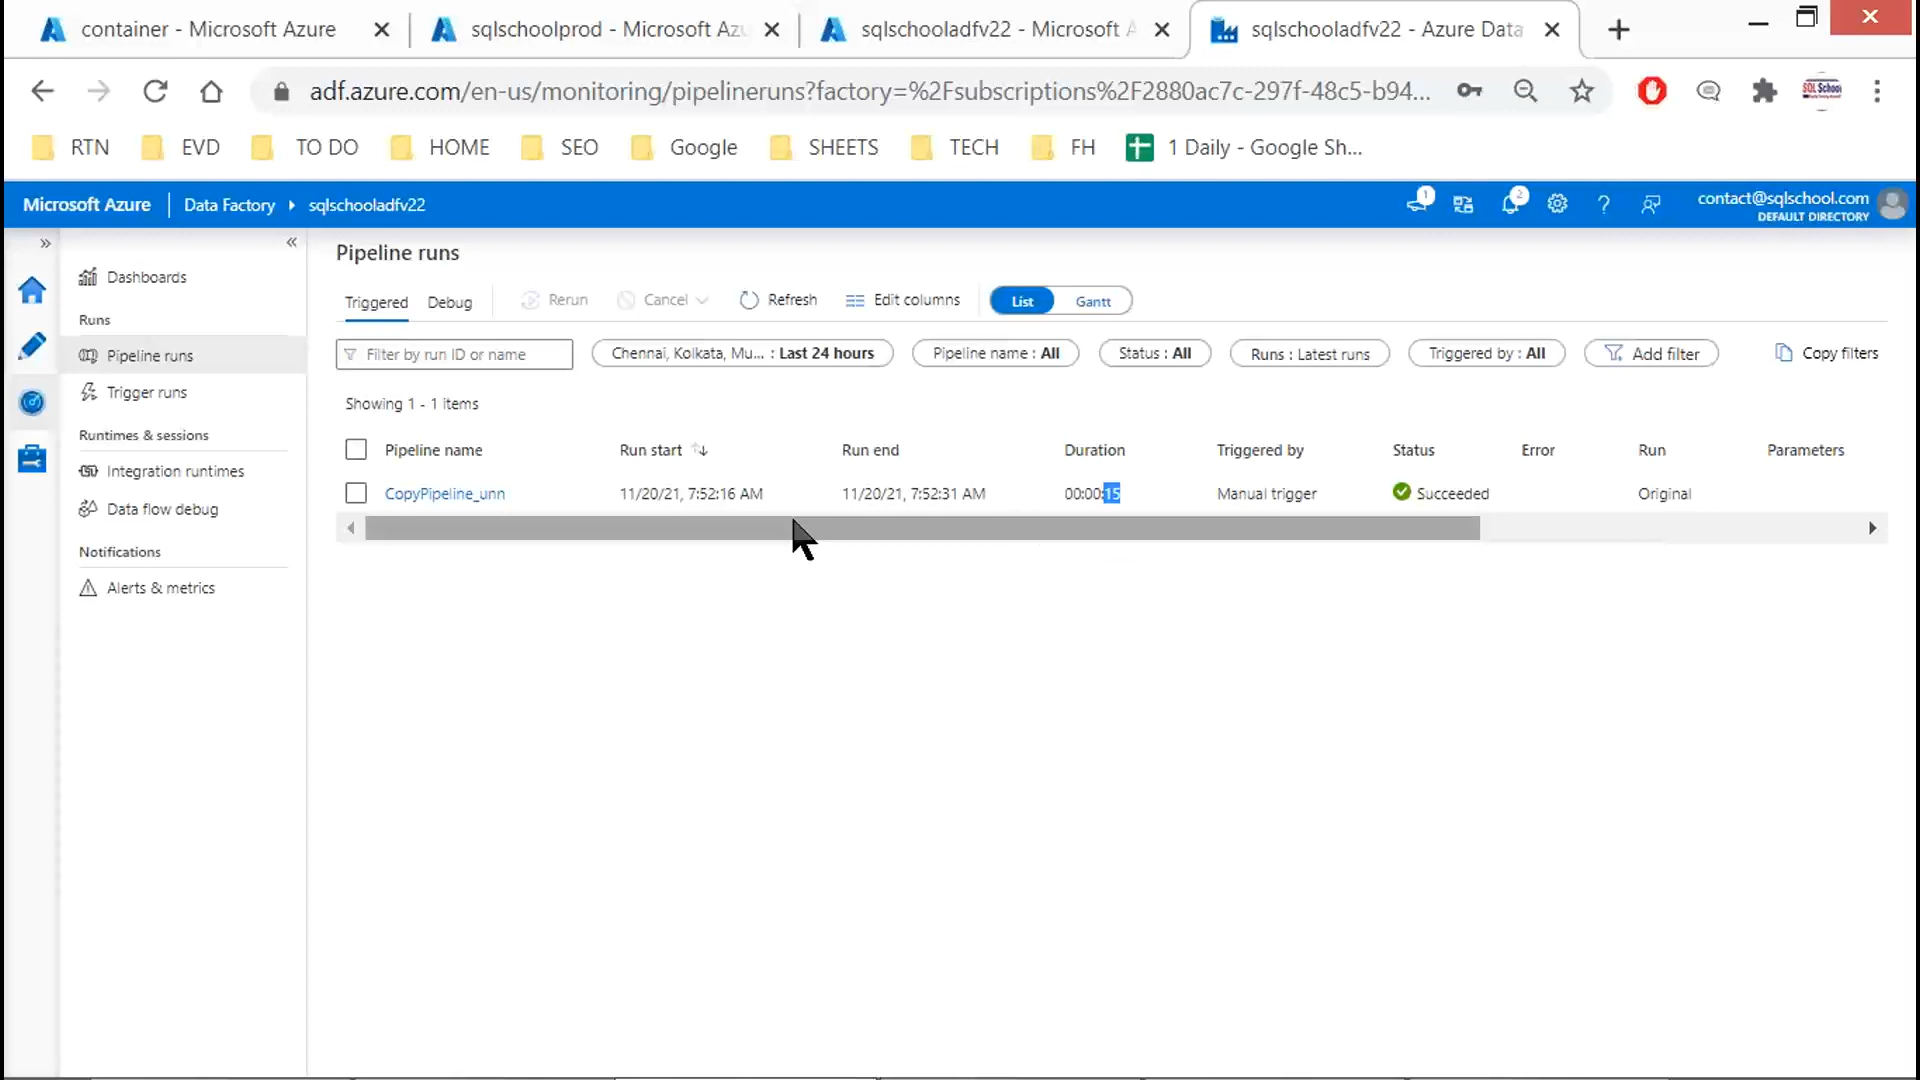 container - Microsoft Azure
sqlschoolprod - Microsoft Azu
sqlschooladfv22 - Microsoft A
sqlschooladfv22 - Azure Data
adf.azure.com/en-us/monitoring/pipelineruns?factory=%2Fsubscriptions%2F2880ac7c-297f-48c5-b94...
SQL School
RTN
EVD
TO DO
HOME
SEO
Google
SHEETS
TECH
FH
1 Daily - Google Sh...
Microsoft Azure
Data Factory
sqlschooladfv22
1
2
contact@sqlschool.com
DEFAULT DIRECTORY
Dashboards
Runs
Pipeline runs
Trigger runs
Runtimes & sessions
Integration runtimes
Data flow debug
Notifications
Alerts & metrics
Pipeline runs
Triggered
Debug
Rerun
Cancel
Refresh
Edit columns
List
Gantt
Filter by run ID or name
Chennai, Kolkata, Mu... : Last 24 hours
Pipeline name : All
Status : All
Runs : Latest runs
Triggered by : All
Add filter
Copy filters
Showing 1 - 1 items
Pipeline name Run start Run end Duration Triggered by Status Error Run Parameters
CopyPipeline_unn 11/20/21, 7:52:16 AM 11/20/21, 7:52:31 AM 00:00:15 Manual trigger Succeeded Original